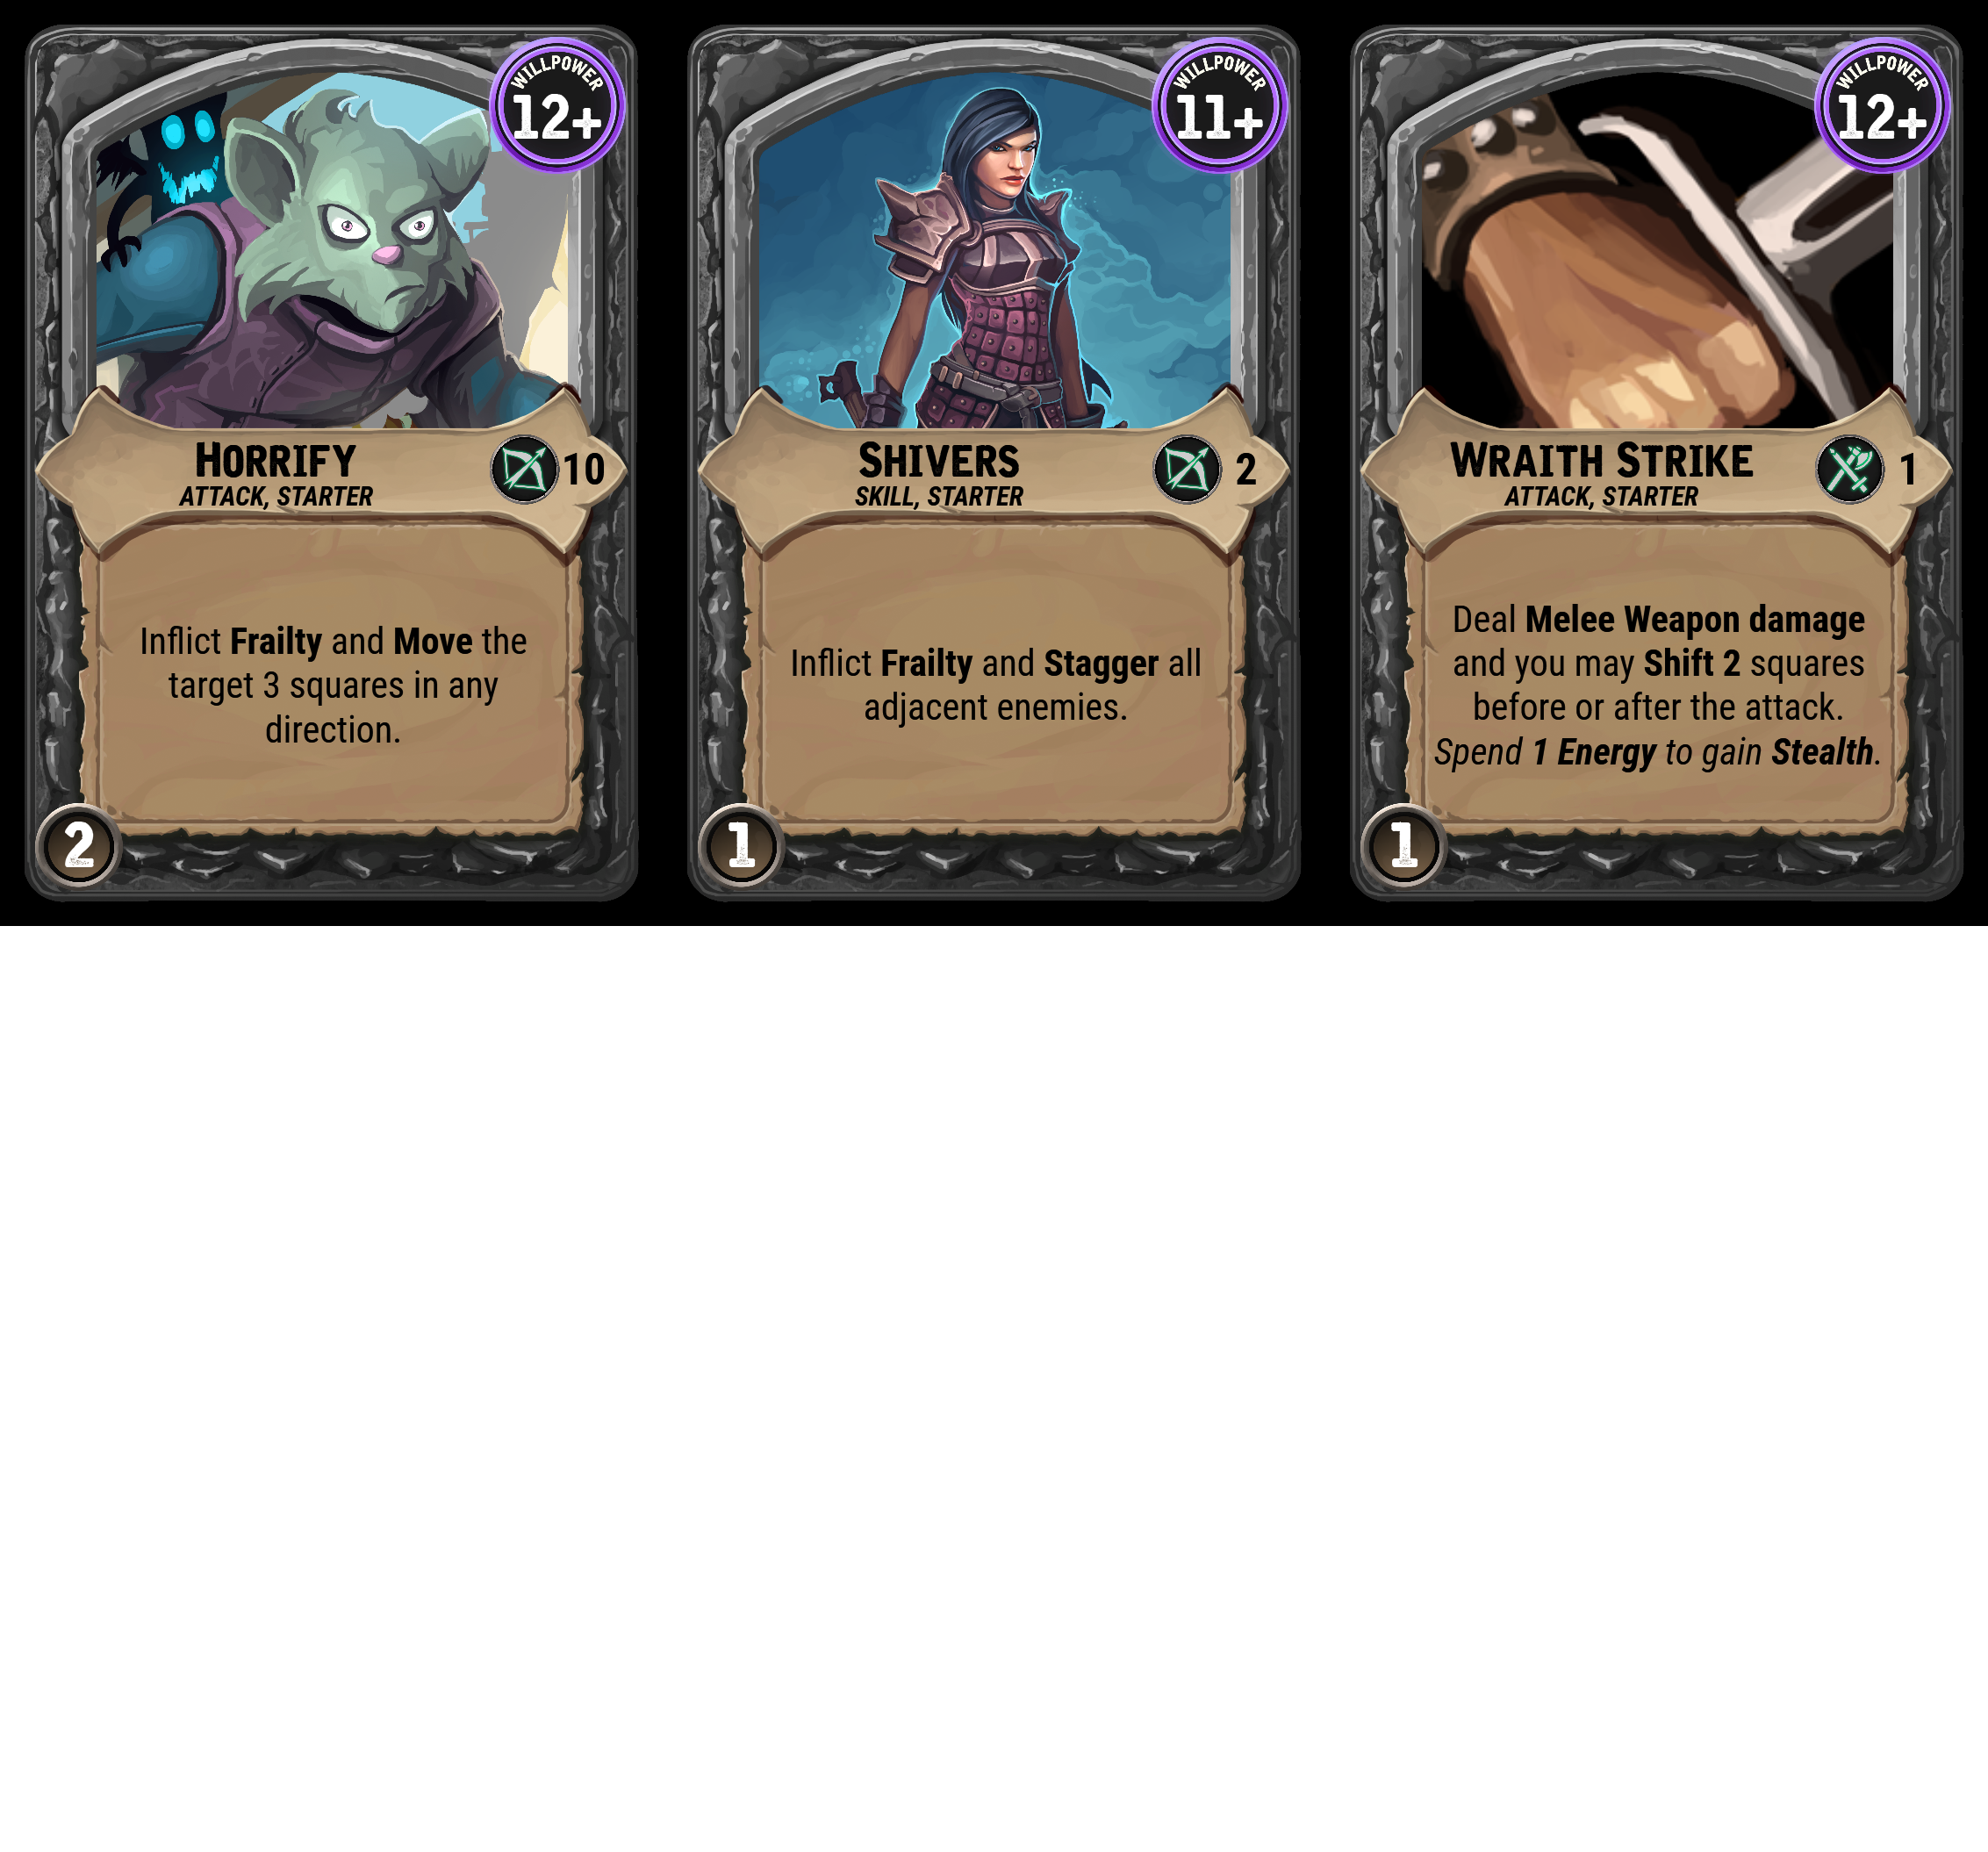 WILLPOWER
12+
HORRIFY
ATTACK, STARTER
10
Inflict Frailty and Move the
target 3 squares in any
direction.
2
WILLPOWER
11+
SHIVERS
SKILL, STARTER
2
Inflict Frailty and Stagger all
adjacent enemies.
1
WILLPOWER
12+
WRAITH STRIKE
ATTACK, STARTER
1
Deal Melee Weapon damage
and you may Shift 2 squares
before or after the attack.
Spend 1 Energy to gain Stealth.
1